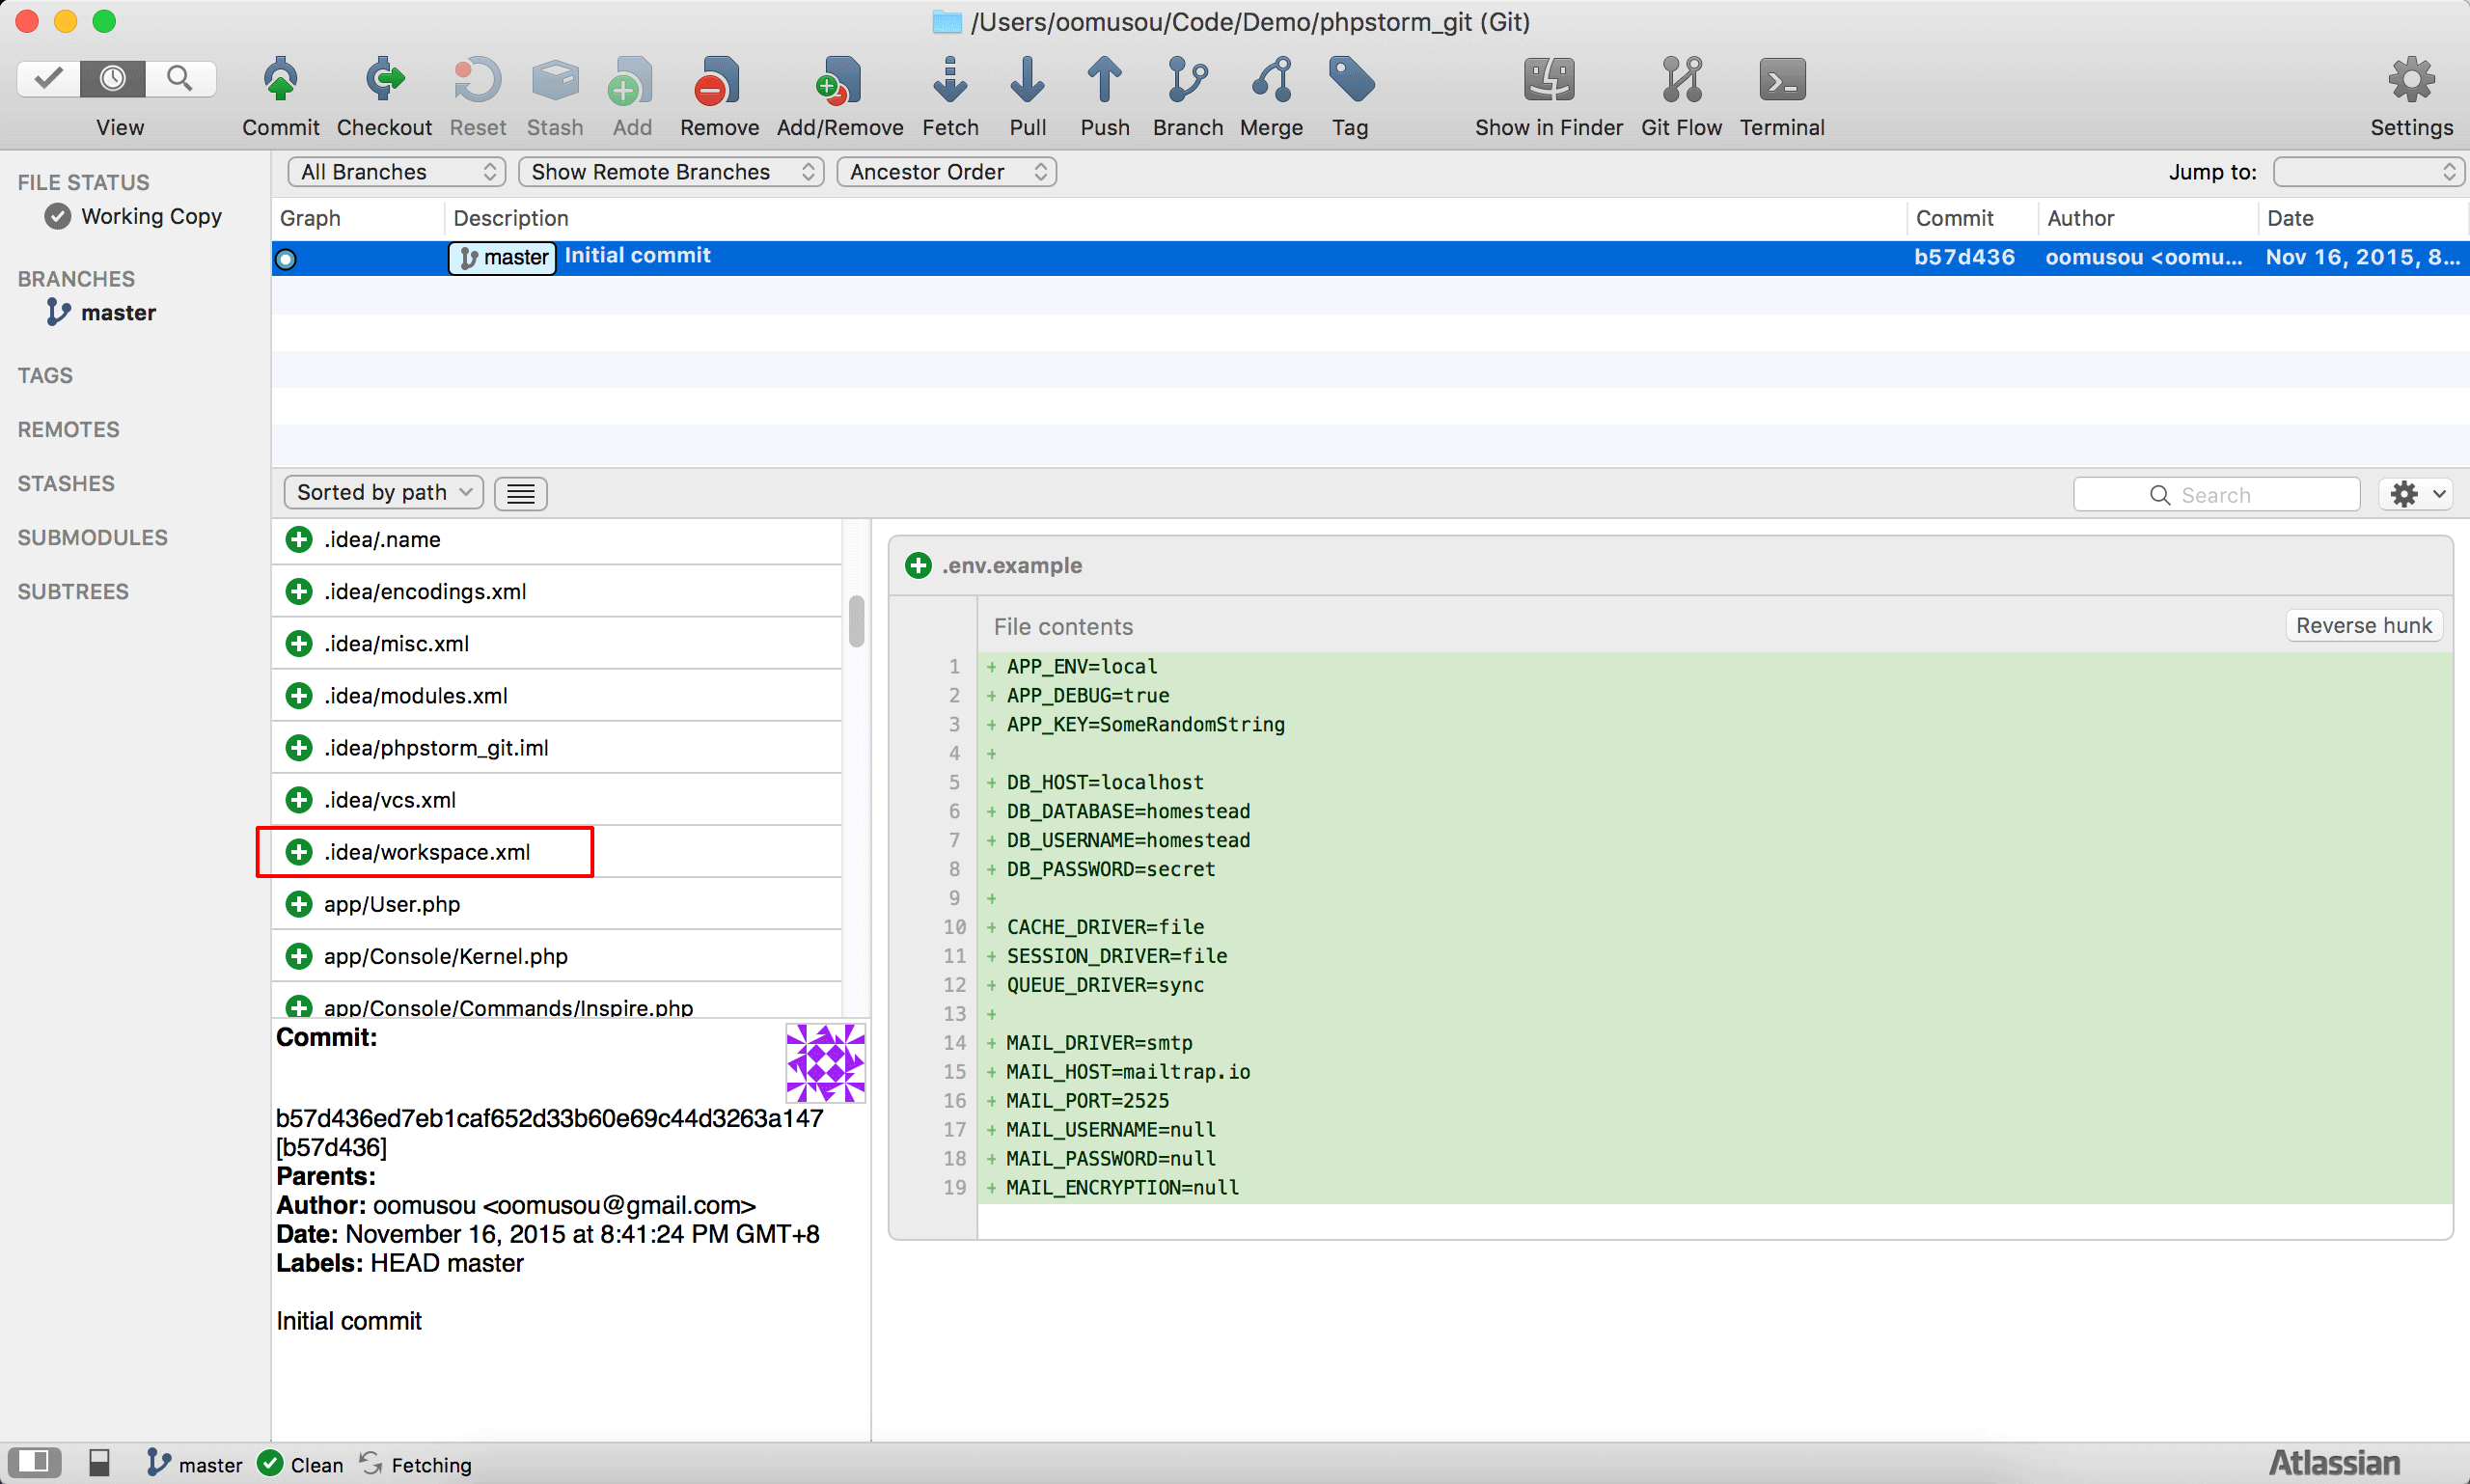 /Users/oomusou/Code/Demo/phpstorm_git (Git)
View Commit Checkout Reset Stash Add Remove Add/Remove Fetch Pull Push Branch Merge Tag Show in Finder Git Flow Terminal Settings
All Branches Show Remote Branches Ancestor Order Jump to:
FILE STATUS
Working Copy
BRANCHES
master
TAGS
REMOTES
STASHES
SUBMODULES
SUBTREES
Graph Description Commit Author Date
master Initial commit b57d436 oomusou <oomu... Nov 16, 2015, 8...
Sorted by path Search
.idea/.name
.idea/encodings.xml
.idea/misc.xml
.idea/modules.xml
.idea/phpstorm_git.iml
.idea/vcs.xml
.idea/workspace.xml
app/User.php
app/Console/Kernel.php
app/Console/Commands/Inspire.php
Commit:
b57d436ed7eb1caf652d33b60e69c44d3263a147
[b57d436]
Parents:
Author: oomusou <oomusou@gmail.com>
Date: November 16, 2015 at 8:41:24 PM GMT+8
Labels: HEAD master
Initial commit
.env.example
File contents Reverse hunk
1 + APP_ENV=local
2 + APP_DEBUG=true
3 + APP_KEY=SomeRandomString
4 +
5 + DB_HOST=localhost
6 + DB_DATABASE=homestead
7 + DB_USERNAME=homestead
8 + DB_PASSWORD=secret
9 +
10 + CACHE_DRIVER=file
11 + SESSION_DRIVER=file
12 + QUEUE_DRIVER=sync
13 +
14 + MAIL_DRIVER=smtp
15 + MAIL_HOST=mailtrap.io
16 + MAIL_PORT=2525
17 + MAIL_USERNAME=null
18 + MAIL_PASSWORD=null
19 + MAIL_ENCRYPTION=null
master Clean Fetching Atlassian